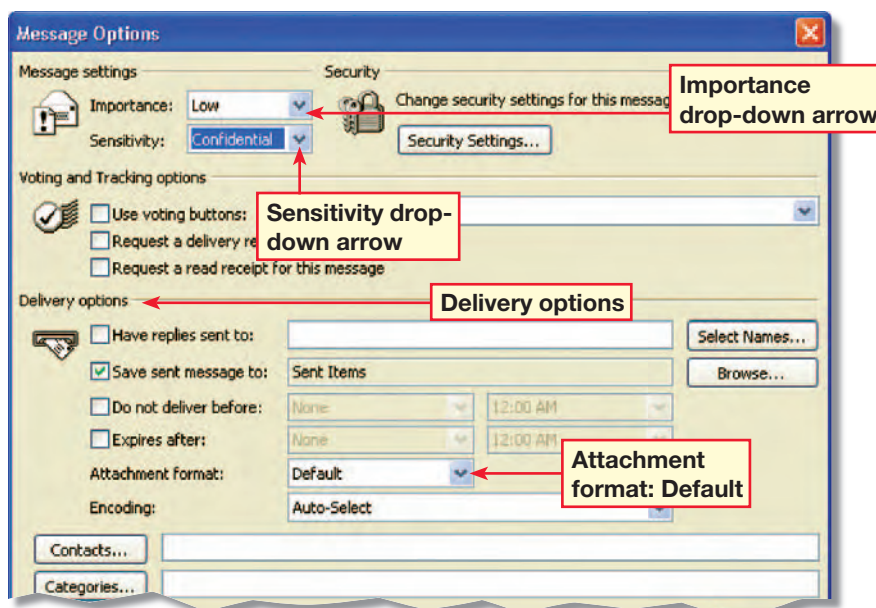 Message Options
Message settings
Security
Importance: Low
Change security settings for this messag
Importance
drop-down arrow
Sensitivity: Confidential
Security Settings...
Voting and Tracking options
Use voting buttons:
Sensitivity drop-
down arrow
Request a delivery re
Request a read receipt for this message
Delivery options
Delivery options
Have replies sent to:
Select Names...
Save sent message to: Sent Items
Browse...
Do not deliver before: None 12:00 AM
Expires after: None 12:00 AM
Attachment
format: Default
Attachment format: Default
Encoding: Auto-Select
Contacts...
Categories...